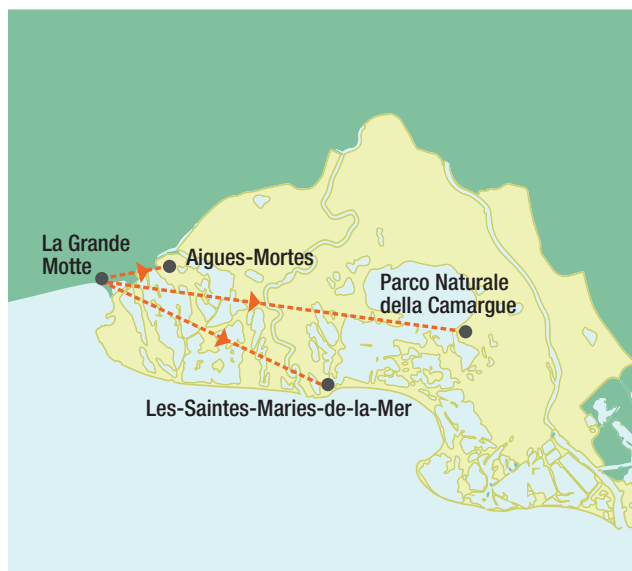 La Grande
Motte
Aigues-Mortes
Parco Naturale
della Camargue
Les-Saintes-Maries-de-la-Mer